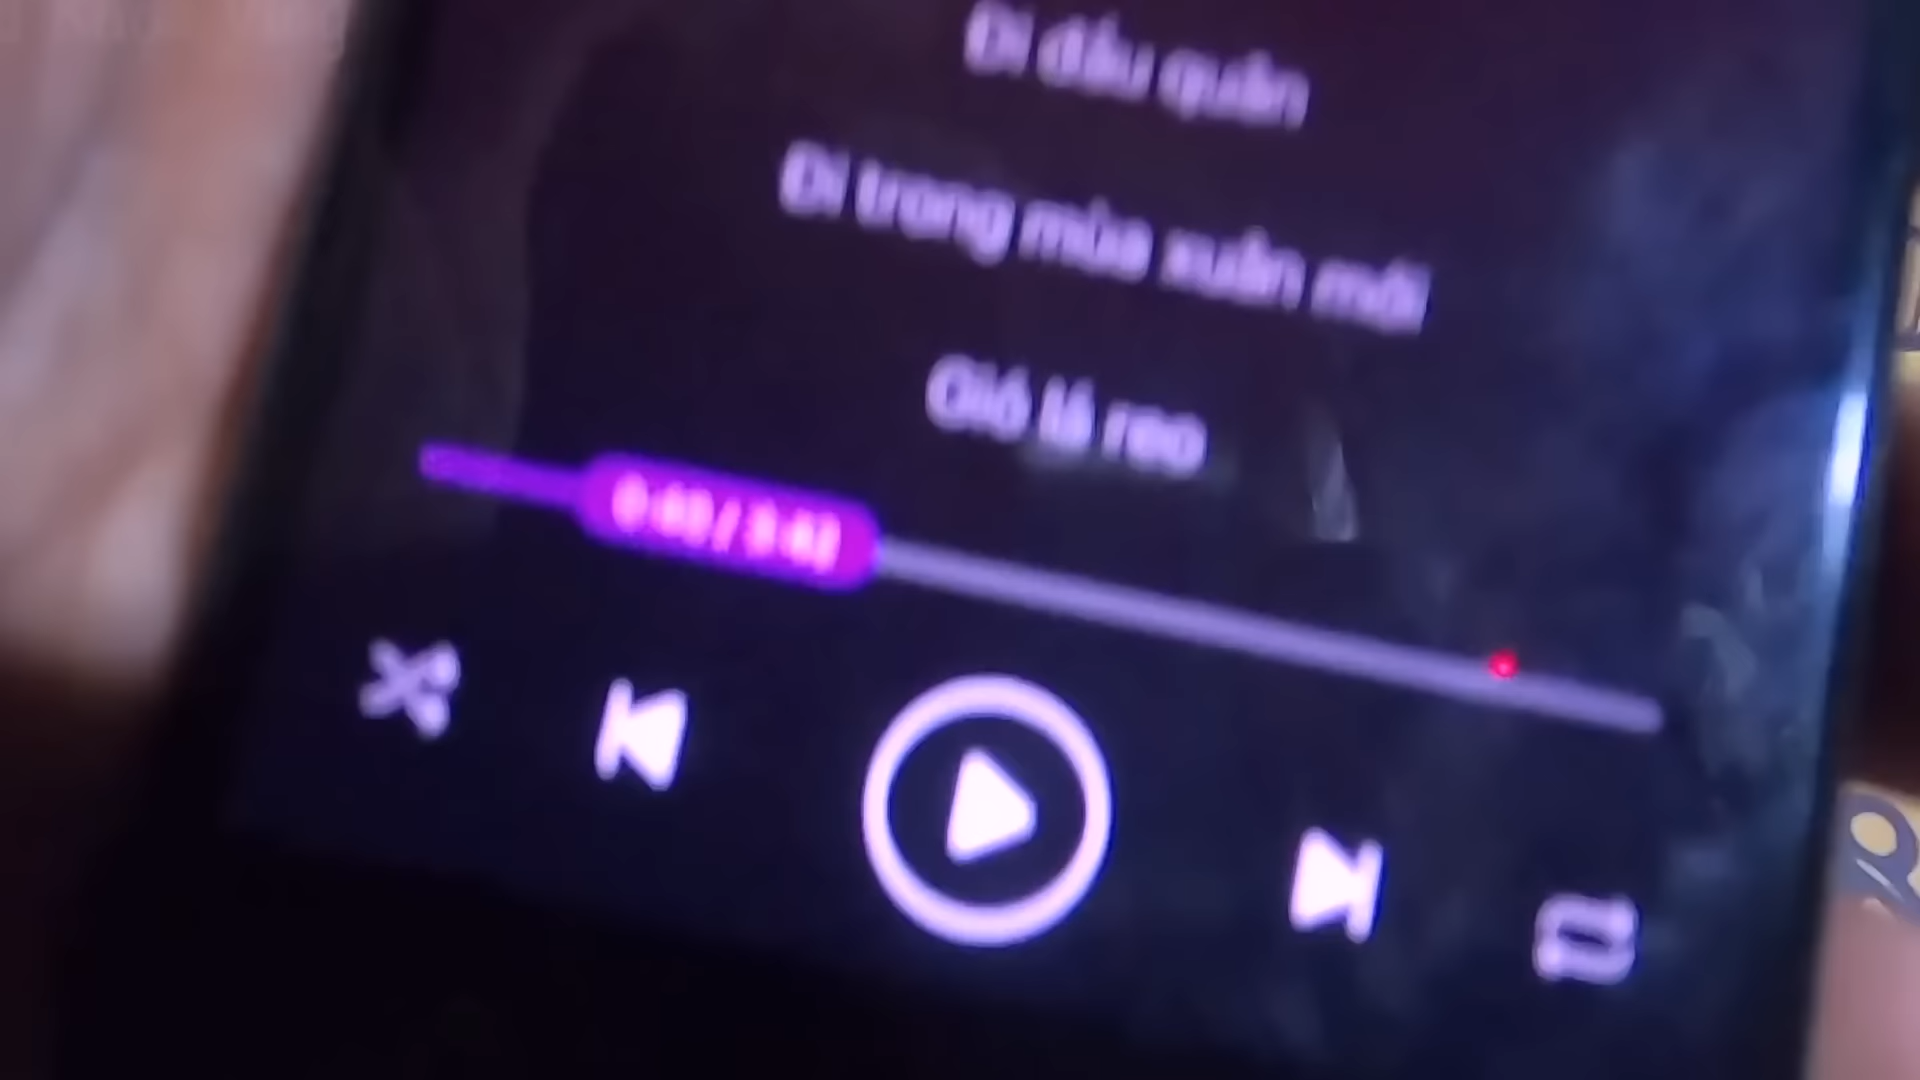 Đi đầu quân
Đi trong mùa xuân mới
Gió lá reo